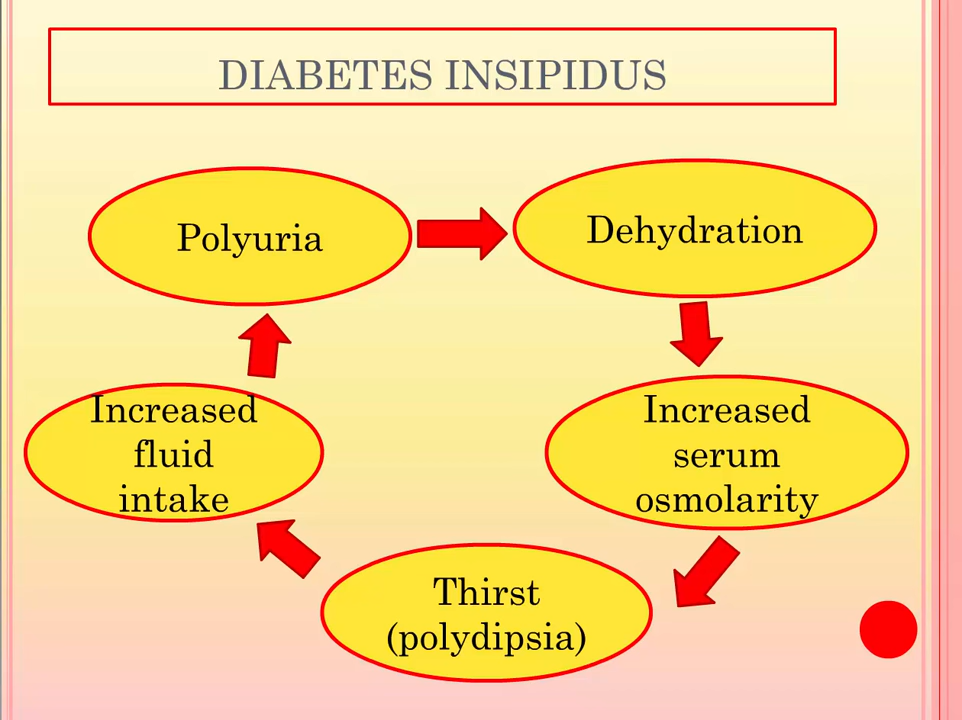 DIABETES INSIPIDUS
Polyuria
Dehydration
Increased
serum
osmolarity
Thirst
(polydipsia)
Increased
fluid
intake